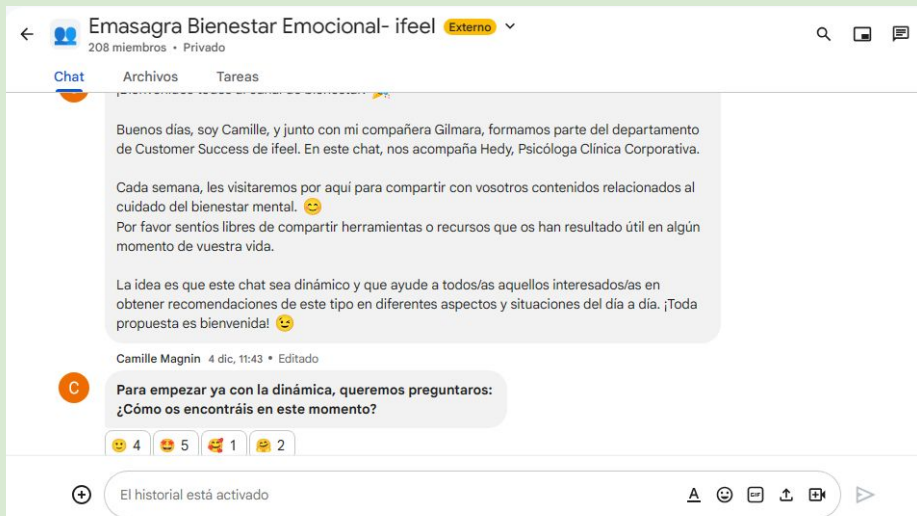 Emasagra Bienestar Emocional- ifeel Externo
208 miembros • Privado
Chat Archivos Tareas
¡Bienvenidos todos al canal de bienestar! 🎉
Buenos días, soy Camille, y junto con mi compañera Gilmara, formamos parte del departamento
de Customer Success de ifeel. En este chat, nos acompaña Hedy, Psicóloga Clínica Corporativa.
Cada semana, les visitaremos por aquí para compartir con vosotros contenidos relacionados al
cuidado del bienestar mental. 😊
Por favor sentíos libres de compartir herramientas o recursos que os han resultado útil en algún
momento de vuestra vida.
La idea es que este chat sea dinámico y que ayude a todos/as aquellos interesados/as en
obtener recomendaciones de este tipo en diferentes aspectos y situaciones del día a día. ¡Toda
propuesta es bienvenida! 😉
Camille Magnin 4 dic, 11:43 • Editado
C
Para empezar ya con la dinámica, queremos preguntaros:
¿Cómo os encontráis en este momento?
🙂 4 🤩 5 🥰 1 🤗 2
El historial está activado
A GIF